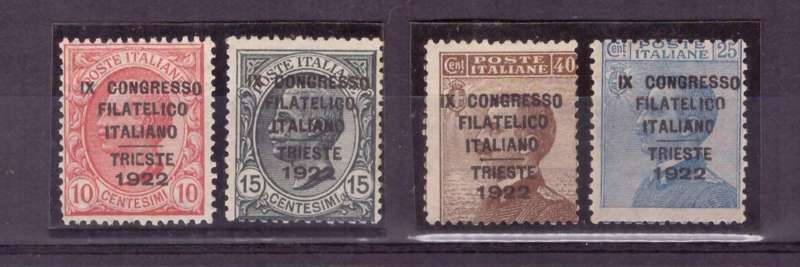 POSTE ITALIANE
IX CONGRESSO
FILATELICO
ITALIANO
TRIESTE
1922
10 10
CENTESIMI
POSTE ITALIANE
IX CONGRESSO
FILATELICO
ITALIANO
TRIESTE
1922
15 15
CENTESIMI
Cent POSTE 40
ITALIANE
IX CONGRESSO
FILATELICO
ITALIANO
TRIESTE
1922
Cent POSTE 25
ITALIANE
IX CONGRESSO
FILATELICO
ITALIANO
TRIESTE
1922